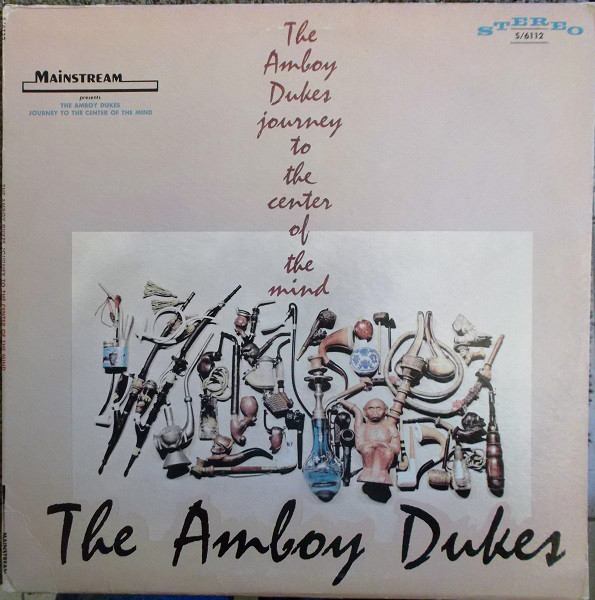 The
Amboy
Dukes
journey
to
the
center
of
the
mind
STEREO
S/6112
MAINSTREAM
presents
THE AMBOY DUKES
JOURNEY TO THE CENTER OF THE MIND
The Amboy Dukes
MAINSTREAM